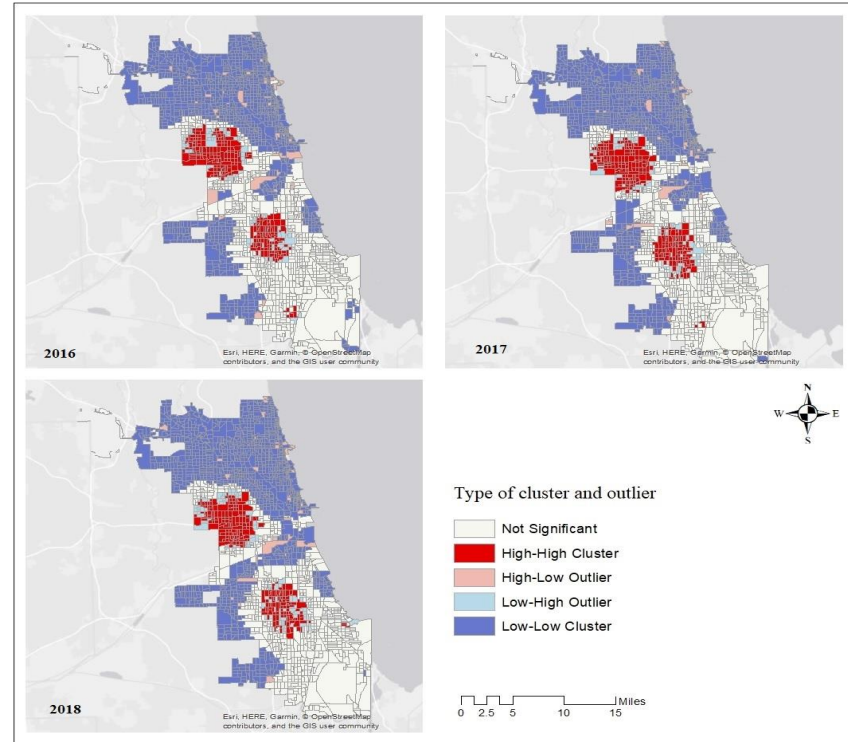 2016
Esri, HERE, Garmin, © OpenStreetMap
contributors, and the GIS user community
2017
Esri, HERE, Garmin, © OpenStreetMap
contributors, and the GIS user community
N
W E
S
2018
Esri, HERE, Garmin, © OpenStreetMap
contributors, and the GIS user community
Type of cluster and outlier
Not Significant
High-High Cluster
High-Low Outlier
Low-High Outlier
Low-Low Cluster
Miles
0 2.5 5 10 15